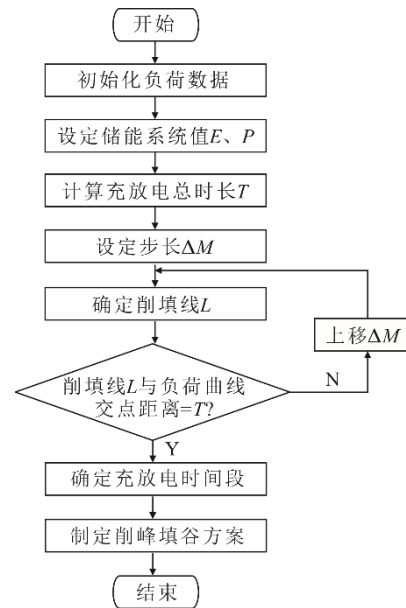 开始
初始化负荷数据
设定储能系统值E、P
计算充放电总时长T
设定步长ΔM
确定削填线L
上移ΔM
削填线L与负荷曲线
交点距离=T?
N
Y
确定充放电时间段
制定削峰填谷方案
结束